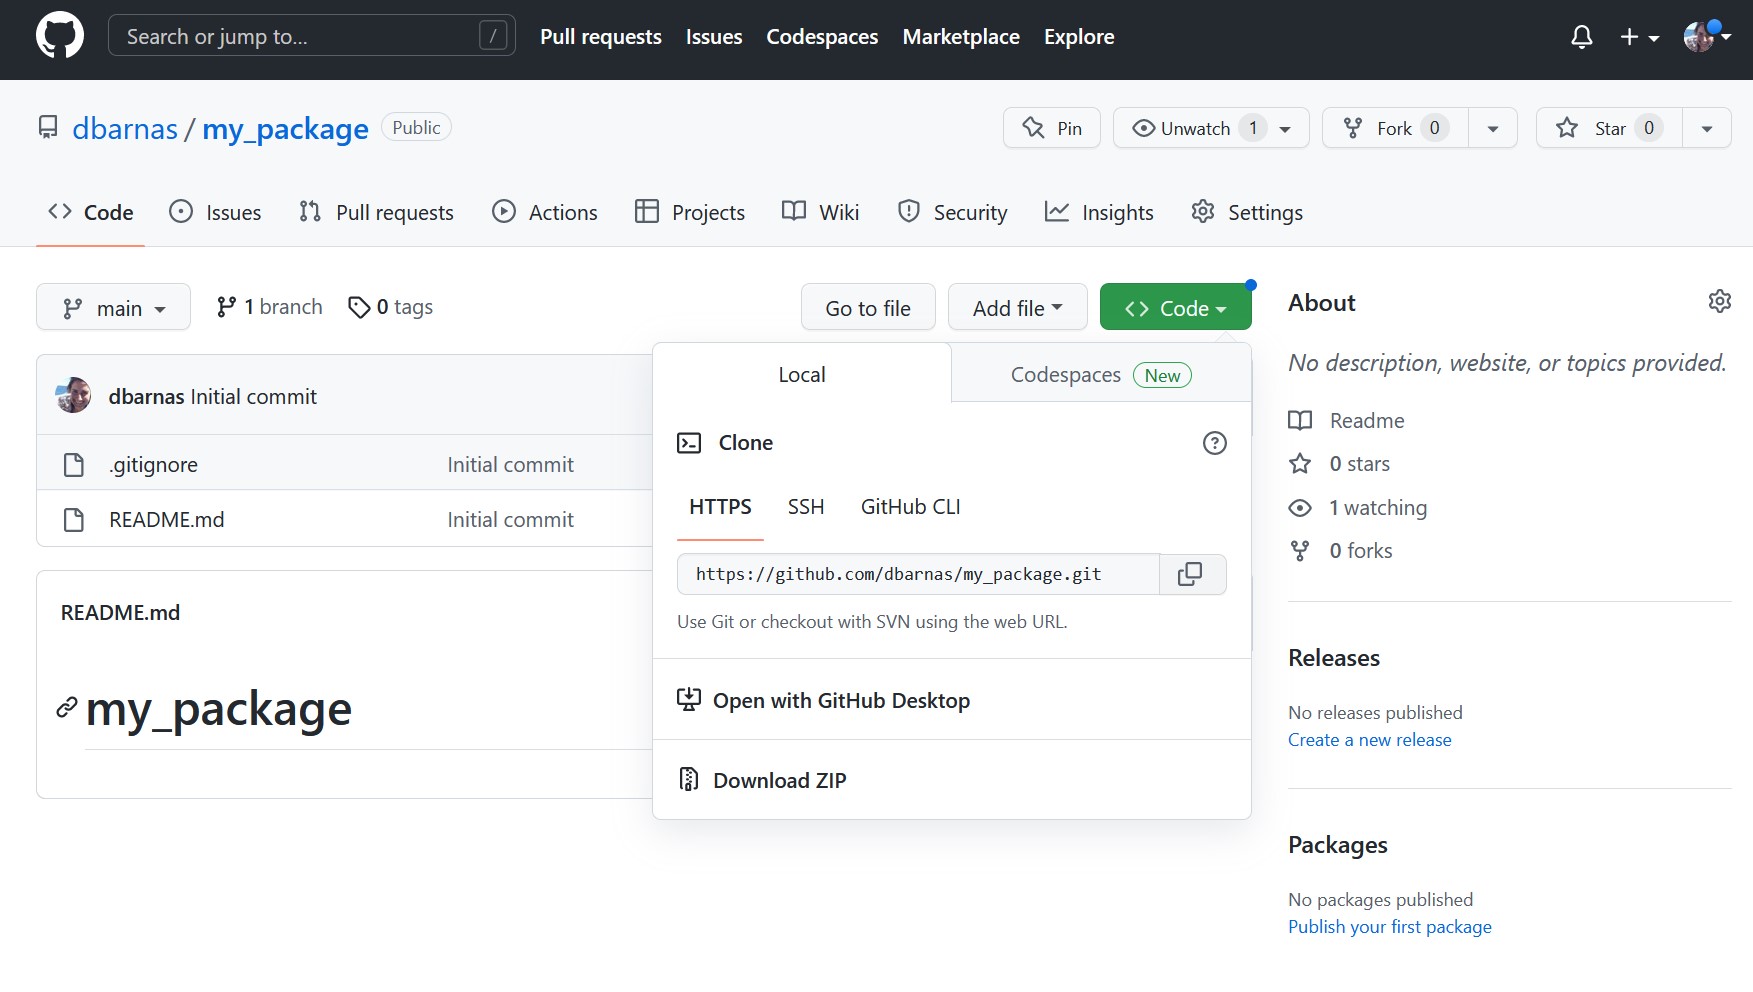 Search or jump to... /
Pull requests Issues Codespaces Marketplace Explore
dbarnas / my_package Public
Pin Unwatch 1 Fork 0 Star 0
Code Issues Pull requests Actions Projects Wiki Security Insights Settings
main 1 branch 0 tags Go to file Add file Code
dbarnas Initial commit
.gitignore Initial commit
README.md Initial commit
README.md
my_package
Local Codespaces New
Clone
HTTPS SSH GitHub CLI
https://github.com/dbarnas/my_package.git
Use Git or checkout with SVN using the web URL.
Open with GitHub Desktop
Download ZIP
About
No description, website, or topics provided.
Readme
0 stars
1 watching
0 forks
Releases
No releases published
Create a new release
Packages
No packages published
Publish your first package